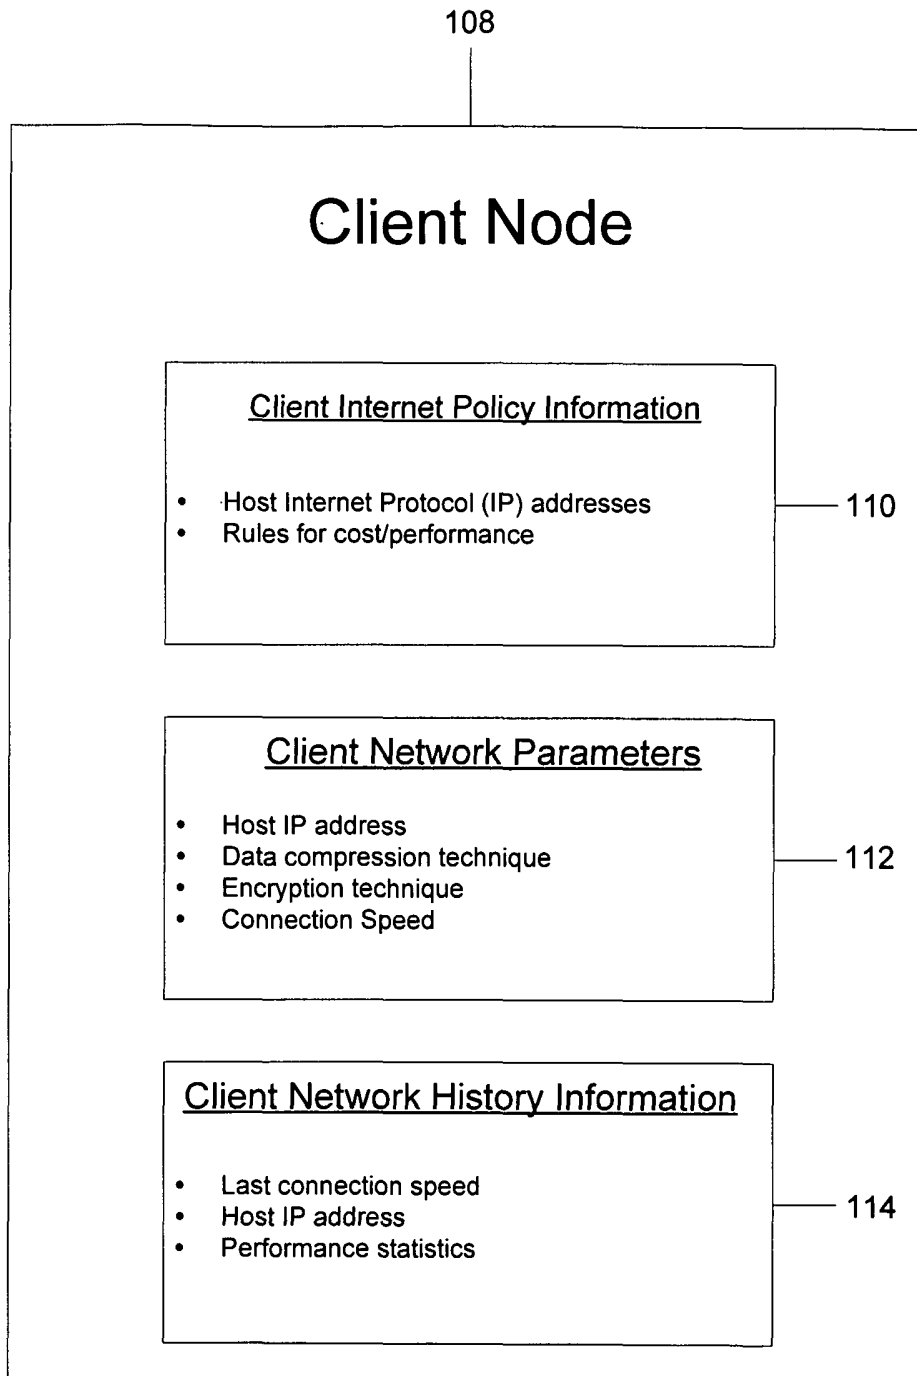 108
Client Node
Client Internet Policy Information
• Host Internet Protocol (IP) addresses
• Rules for cost/performance
110
Client Network Parameters
• Host IP address
• Data compression technique
• Encryption technique
• Connection Speed
112
Client Network History Information
• Last connection speed
• Host IP address
• Performance statistics
114